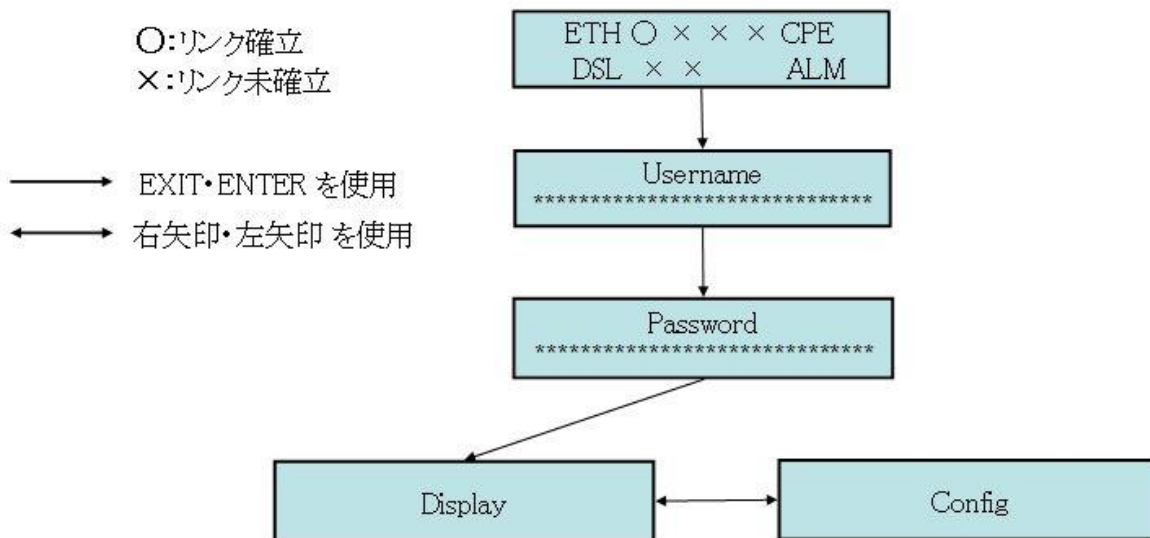 ○:リンク確立
×:リンク未確立
EXIT・ENTER を使用
右矢印・左矢印 を使用
ETH ○ × × × CPE
DSL × × ALM
Username
******************************
Password
******************************
Display
Config